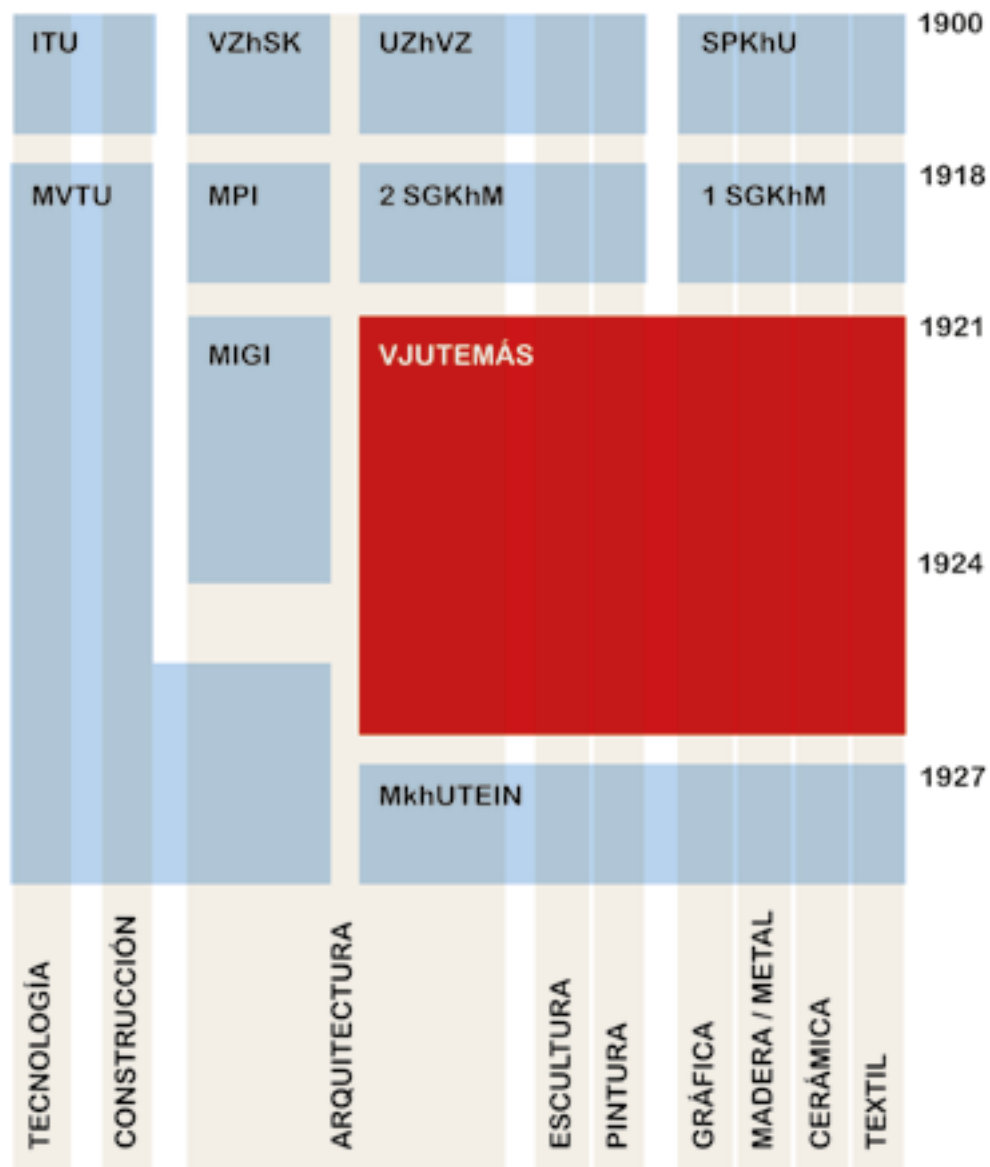 ITU
VZhSK
UZhVZ
SPKhU
1900
MVTU
MPI
2 SGKhM
1 SGKhM
1918
MIGI
VJUTEMÁS
1921
1924
MkhUTEIN
1927
TECNOLOGÍA
CONSTRUCCIÓN
ARQUITECTURA
ESCULTURA
PINTURA
GRÁFICA
MADERA / METAL
CERÁMICA
TEXTIL